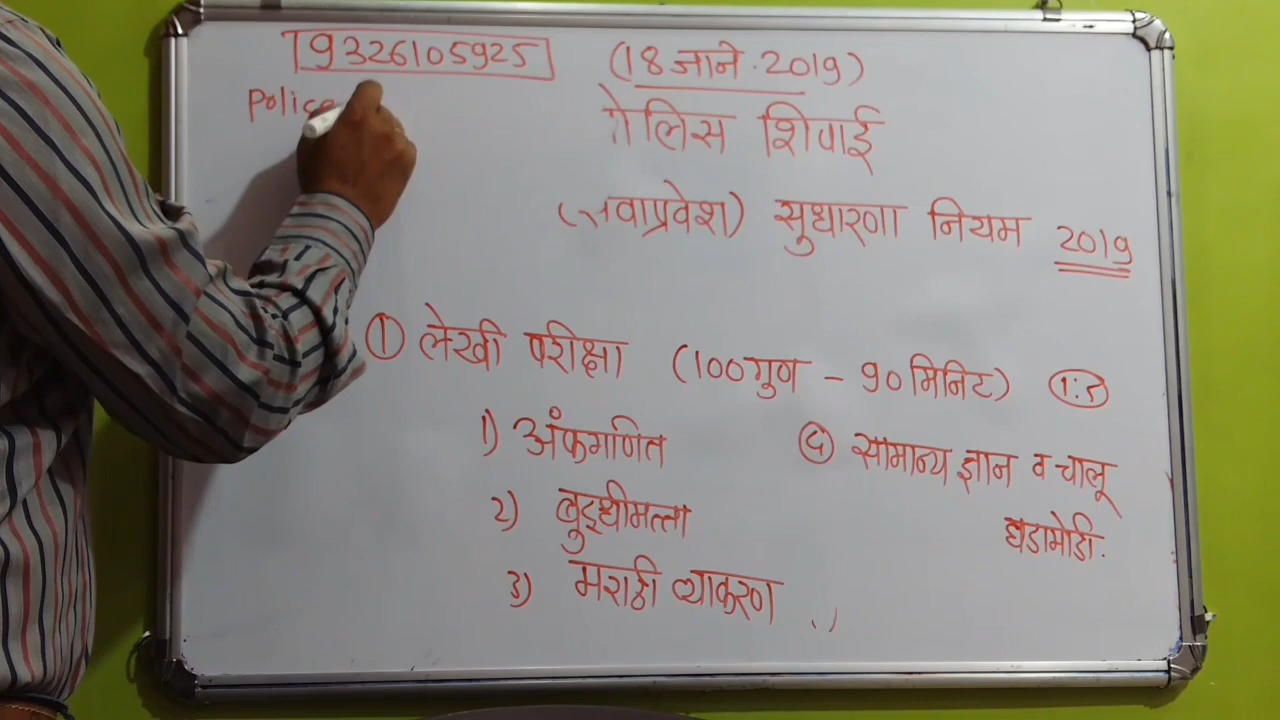 9326105925
(18 जाने. 2019)
Police
पोलिस शिपाई
(सेवाप्रवेश) सुधारणा नियम 2019
① लेखी परीक्षा (100 गुण - 90 मिनिट) 1:5
1) अंकगणित
④ सामान्य ज्ञान व चालू
घडामोडी.
2) बुद्धीमत्ता
3) मराठी व्याकरण